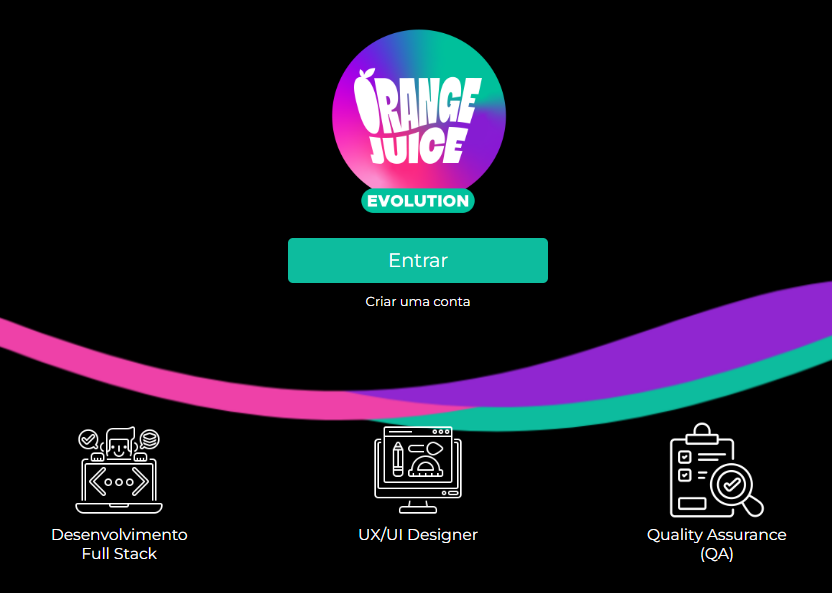 ORANGE
JUICE
EVOLUTION
Entrar
Criar uma conta
Desenvolvimento
Full Stack
UX/UI Designer
Quality Assurance
(QA)